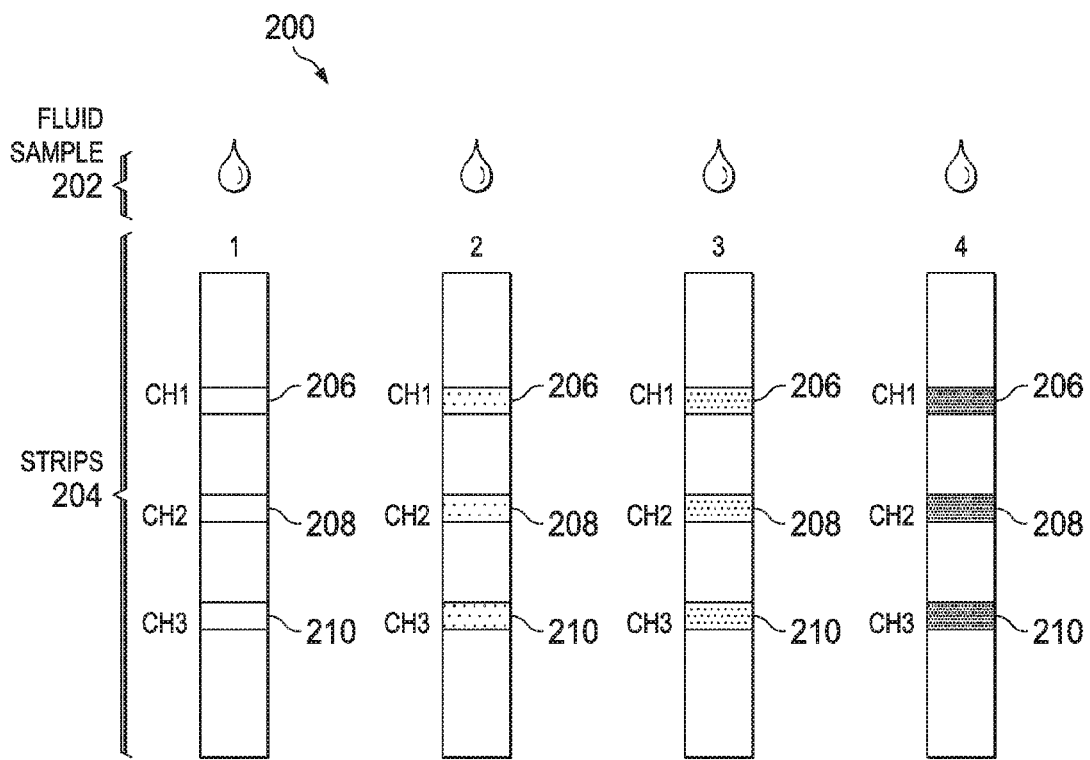 200
FLUID
SAMPLE
202
1 2 3 4
CH1 206 CH1 206 CH1 206 CH1 206
STRIPS
204
CH2 208 CH2 208 CH2 208 CH2 208
CH3 210 CH3 210 CH3 210 CH3 210